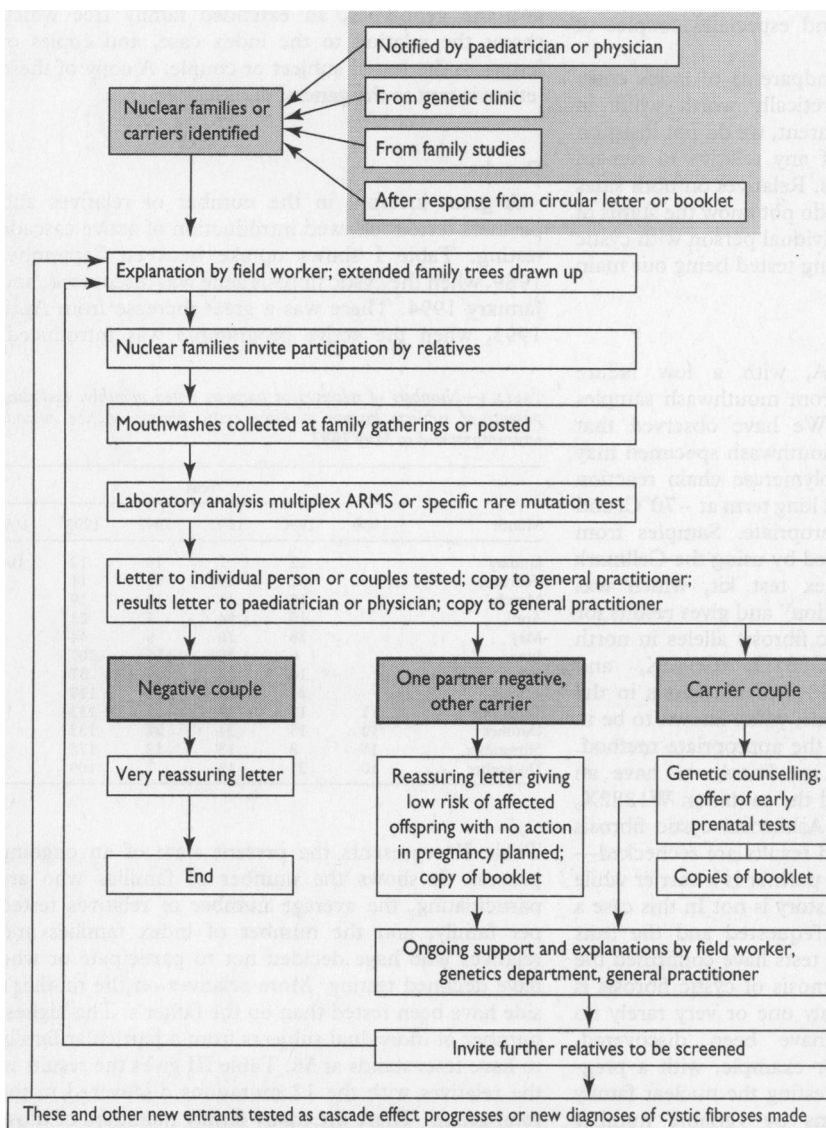 Notified by paediatrician or physician
Nuclear families or
carriers identified
From genetic clinic
From family studies
After response from circular letter or booklet
Explanation by field worker; extended family trees drawn up
Nuclear families invite participation by relatives
Mouthwashes collected at family gatherings or posted
Laboratory analysis multiplex ARMS or specific rare mutation test
Letter to individual person or couples tested; copy to general practitioner;
results letter to paediatrician or physician; copy to general practitioner
Negative couple
One partner negative,
other carrier
Carrier couple
Very reassuring letter
End
Reassuring letter giving
low risk of affected
offspring with no action
in pregnancy planned;
copy of booklet
Genetic counselling;
offer of early
prenatal tests
Copies of booklet
Ongoing support and explations by field worker,
genetics department, general practitioner
Invite further relatives to be screened
These and other new entrants tested as cascade effect progresses or new diagnoses of cystic fibroses made